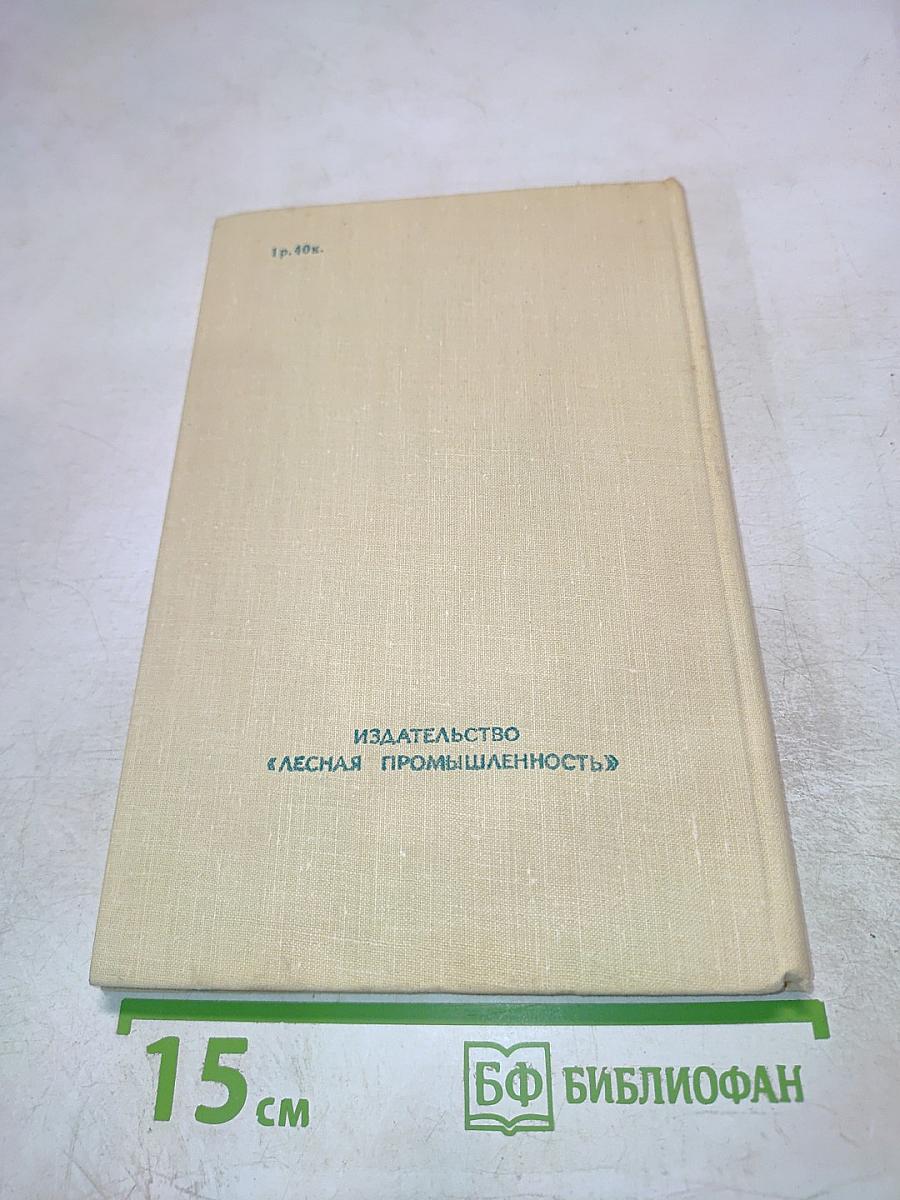 1р.40к.
ИЗДАТЕЛЬСТВО
«ЛЕСНАЯ ПРОМЫШЛЕННОСТЬ»
15 см
БФ БИБЛИОФАН